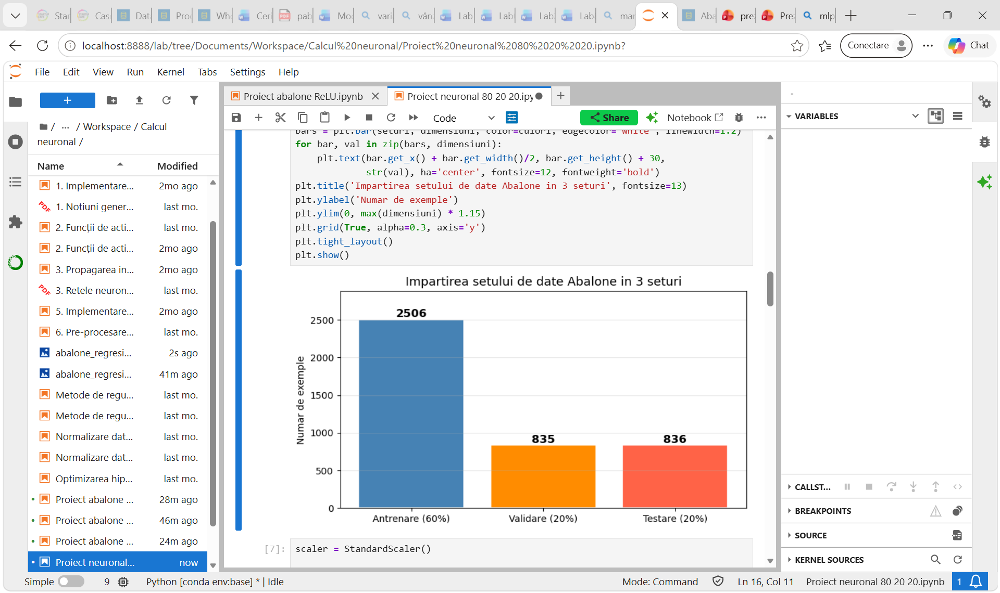 Star
Cas
Dat
Pro
Wh
Ceri
pab
Mo
vari
vân
Lab
Lab
Lab
Lab
mar
Aba
pre
Prez
mlp
localhost:8888/lab/tree/Documents/Workspace/Calcul%20neuronal/Proiect%20neuronal%2080%2020%2020.ipynb?
Conectare
Chat
File Edit View Run Kernel Tabs Settings Help
/ ... / Workspace / Calcul
neuronal /
Name Modified
1. Implementare... 2mo ago
1. Notiuni gener... last mo.
2. Funcții de acti... last mo.
2. Funcții de acti... 2mo ago
3. Propagarea in... 2mo ago
3. Retele neuron... last mo.
5. Implementare... 2mo ago
6. Pre-procesare... last mo.
abalone_regresi... 2s ago
abalone_regresi... 41m ago
Metode de regu... last mo.
Metode de regu... last mo.
Normalizare dat... last mo.
Normalizare dat... last mo.
Optimizarea hip... last mo.
Proiect abalone ... 28m ago
Proiect abalone ... 46m ago
Proiect abalone ... 24m ago
Proiect neuronal... now
Proiect abalone ReLU.ipynb
Proiect neuronal 80 20 20.ipy
Code
Share
Notebook
bars = plt.bar(seturi, dimensiuni, color=culori, edgecolor='white', linewidth=1.2)
for bar, val in zip(bars, dimensiuni):
    plt.text(bar.get_x() + bar.get_width()/2, bar.get_height() + 30,
             str(val), ha='center', fontsize=12, fontweight='bold')
plt.title('Impartirea setului de date Abalone in 3 seturi', fontsize=13)
plt.ylabel('Numar de exemple')
plt.ylim(0, max(dimensiuni) * 1.15)
plt.grid(True, alpha=0.3, axis='y')
plt.tight_layout()
plt.show()
Impartirea setului de date Abalone in 3 seturi
Numar de exemple
2500
2000
1500
1000
500
0
2506
835
836
Antrenare (60%)
Validare (20%)
Testare (20%)
[7]: scaler = StandardScaler()
-
VARIABLES
CALLST...
BREAKPOINTS
SOURCE
KERNEL SOURCES
Simple
9
Python [conda env:base] * | Idle
Mode: Command
Ln 16, Col 11
Proiect neuronal 80 20 20.ipynb
1